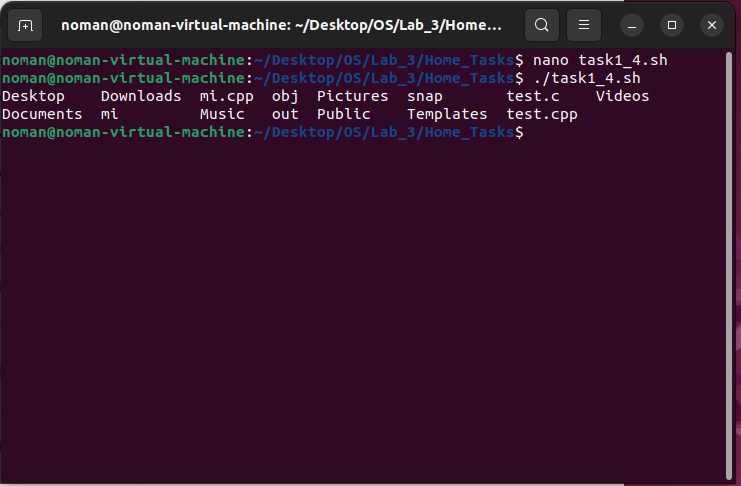 noman@noman-virtual-machine: ~/Desktop/OS/Lab_3/Home…
noman@noman-virtual-machine:~/Desktop/OS/Lab_3/Home_Tasks$ nano task1_4.sh
noman@noman-virtual-machine:~/Desktop/OS/Lab_3/Home_Tasks$ ./task1_4.sh
Desktop    Downloads  mi.cpp  obj  Pictures  snap       test.c    Videos
Documents  mi         Music   out  Public    Templates  test.cpp
noman@noman-virtual-machine:~/Desktop/OS/Lab_3/Home_Tasks$